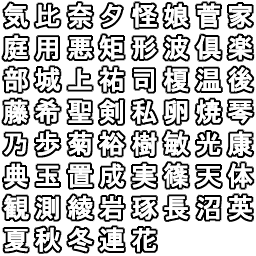 気比奈夕怪娘菅家
庭用悪矩形波倶楽
部城上祐司榎温後
藤希聖剣私卵焼琴
乃歩菊裕樹敏光康
典玉置成実篠天体
観測綾岩琢長沼英
夏秋冬連花